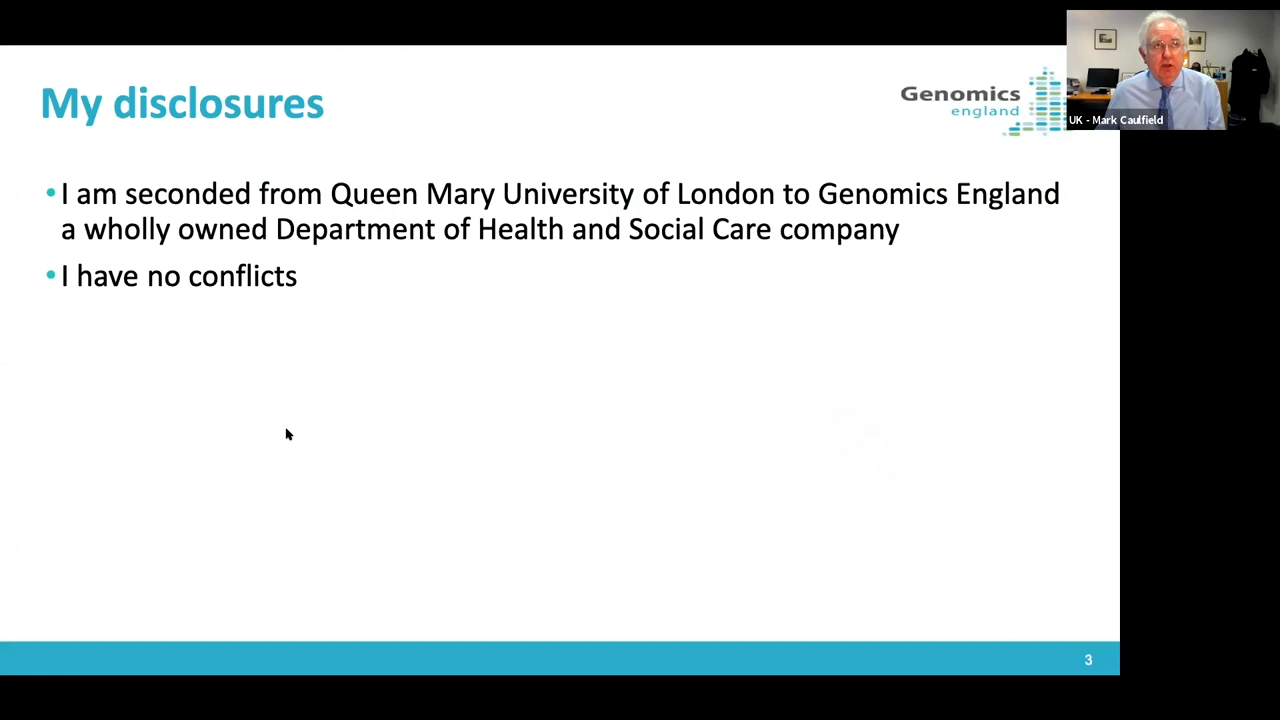 My disclosures
Genomics
england
UK - Mark Caulfield
•I am seconded from Queen Mary University of London to Genomics England
a wholly owned Department of Health and Social Care company
•I have no conflicts
3